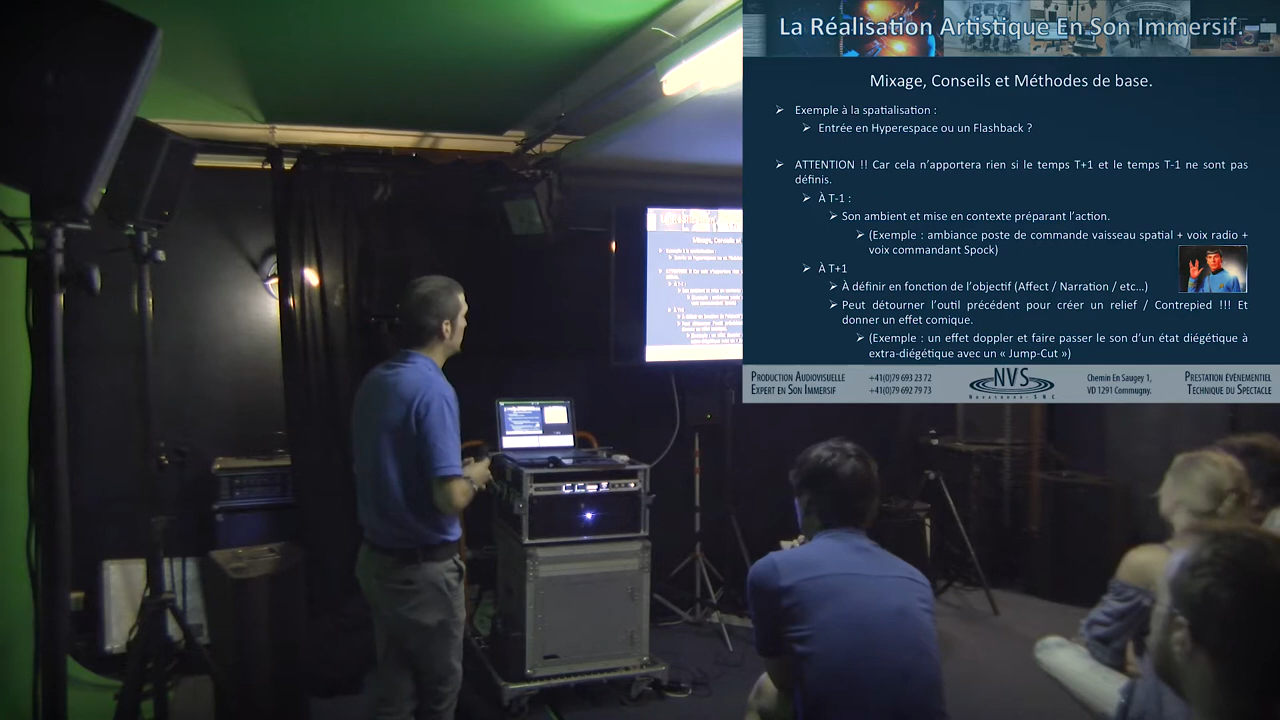 La Réalisation Artistique En Son Immersif.
Mixage, Conseils et Méthodes de base.
Exemple à la spatialisation :
Entrée en Hyperespace ou un Flashback ?
ATTENTION !! Car cela n’apportera rien si le temps T+1 et le temps T-1 ne sont pas
définis.
À T-1 :
Son ambient et mise en contexte préparant l’action.
(Exemple : ambiance poste de commande vaisseau spatial + voix radio +
voix commandant Spock)
À T+1
À définir en fonction de l’objectif (Affect / Narration / etc...)
Peut détourner l’outil précédent pour créer un relief / Contrepied !!! Et
donner un effet comique.
(Exemple : un effet doppler et faire passer le son d’un état diégétique à
extra-diégétique avec un « Jump-Cut »)
Production Audiovisuelle
Expert en Son Immersif
+41(0)79 693 23 72
+41(0)79 692 79 73
NVS
Chemin En Saugey 1,
VD 1291 Commugny.
Prestation événementiel
Technique du Spectacle